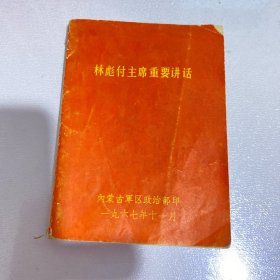 林彪付主席重要讲话
内蒙古軍区政治部印
一九六七年十一月